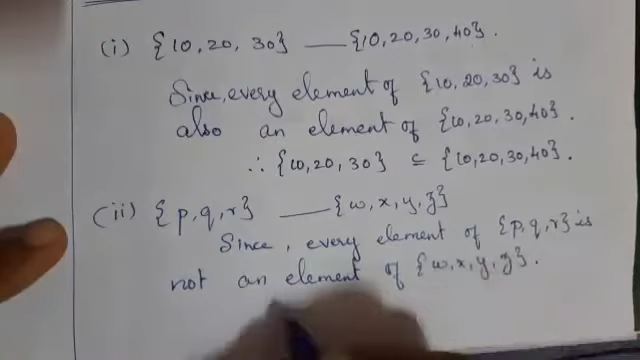 (i) {10, 20, 30} ___ {10, 20, 30, 40}.
Since, every element of {10, 20, 30} is
also an element of {10, 20, 30, 40}.
∴ {10, 20, 30} ⊆ {10, 20, 30, 40}.
(ii) {p, q, r} ___ {w, x, y, z}
Since, every element of {p, q, r} is
not an element of {w, x, y, z}.